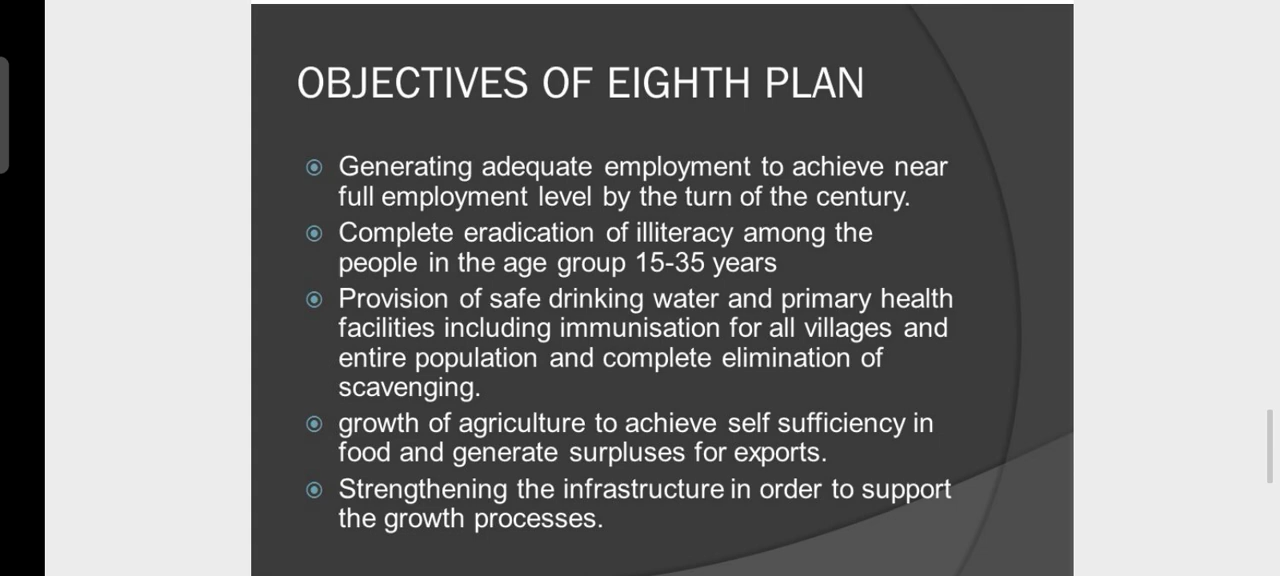 OBJECTIVES OF EIGHTH PLAN
Generating adequate employment to achieve near
full employment level by the turn of the century.
Complete eradication of illiteracy among the
people in the age group 15-35 years
Provision of safe drinking water and primary health
facilities including immunisation for all villages and
entire population and complete elimination of
scavenging.
growth of agriculture to achieve self sufficiency in
food and generate surpluses for exports.
Strengthening the infrastructure in order to support
the growth processes.